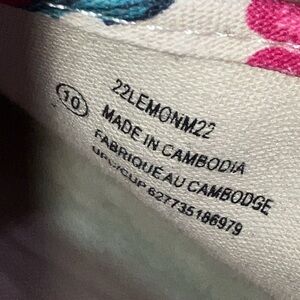 10
22LEMONM22
MADE IN CAMBODIA
FABRIQUE AU CAMBODGE
UPC/CUP 627735186979